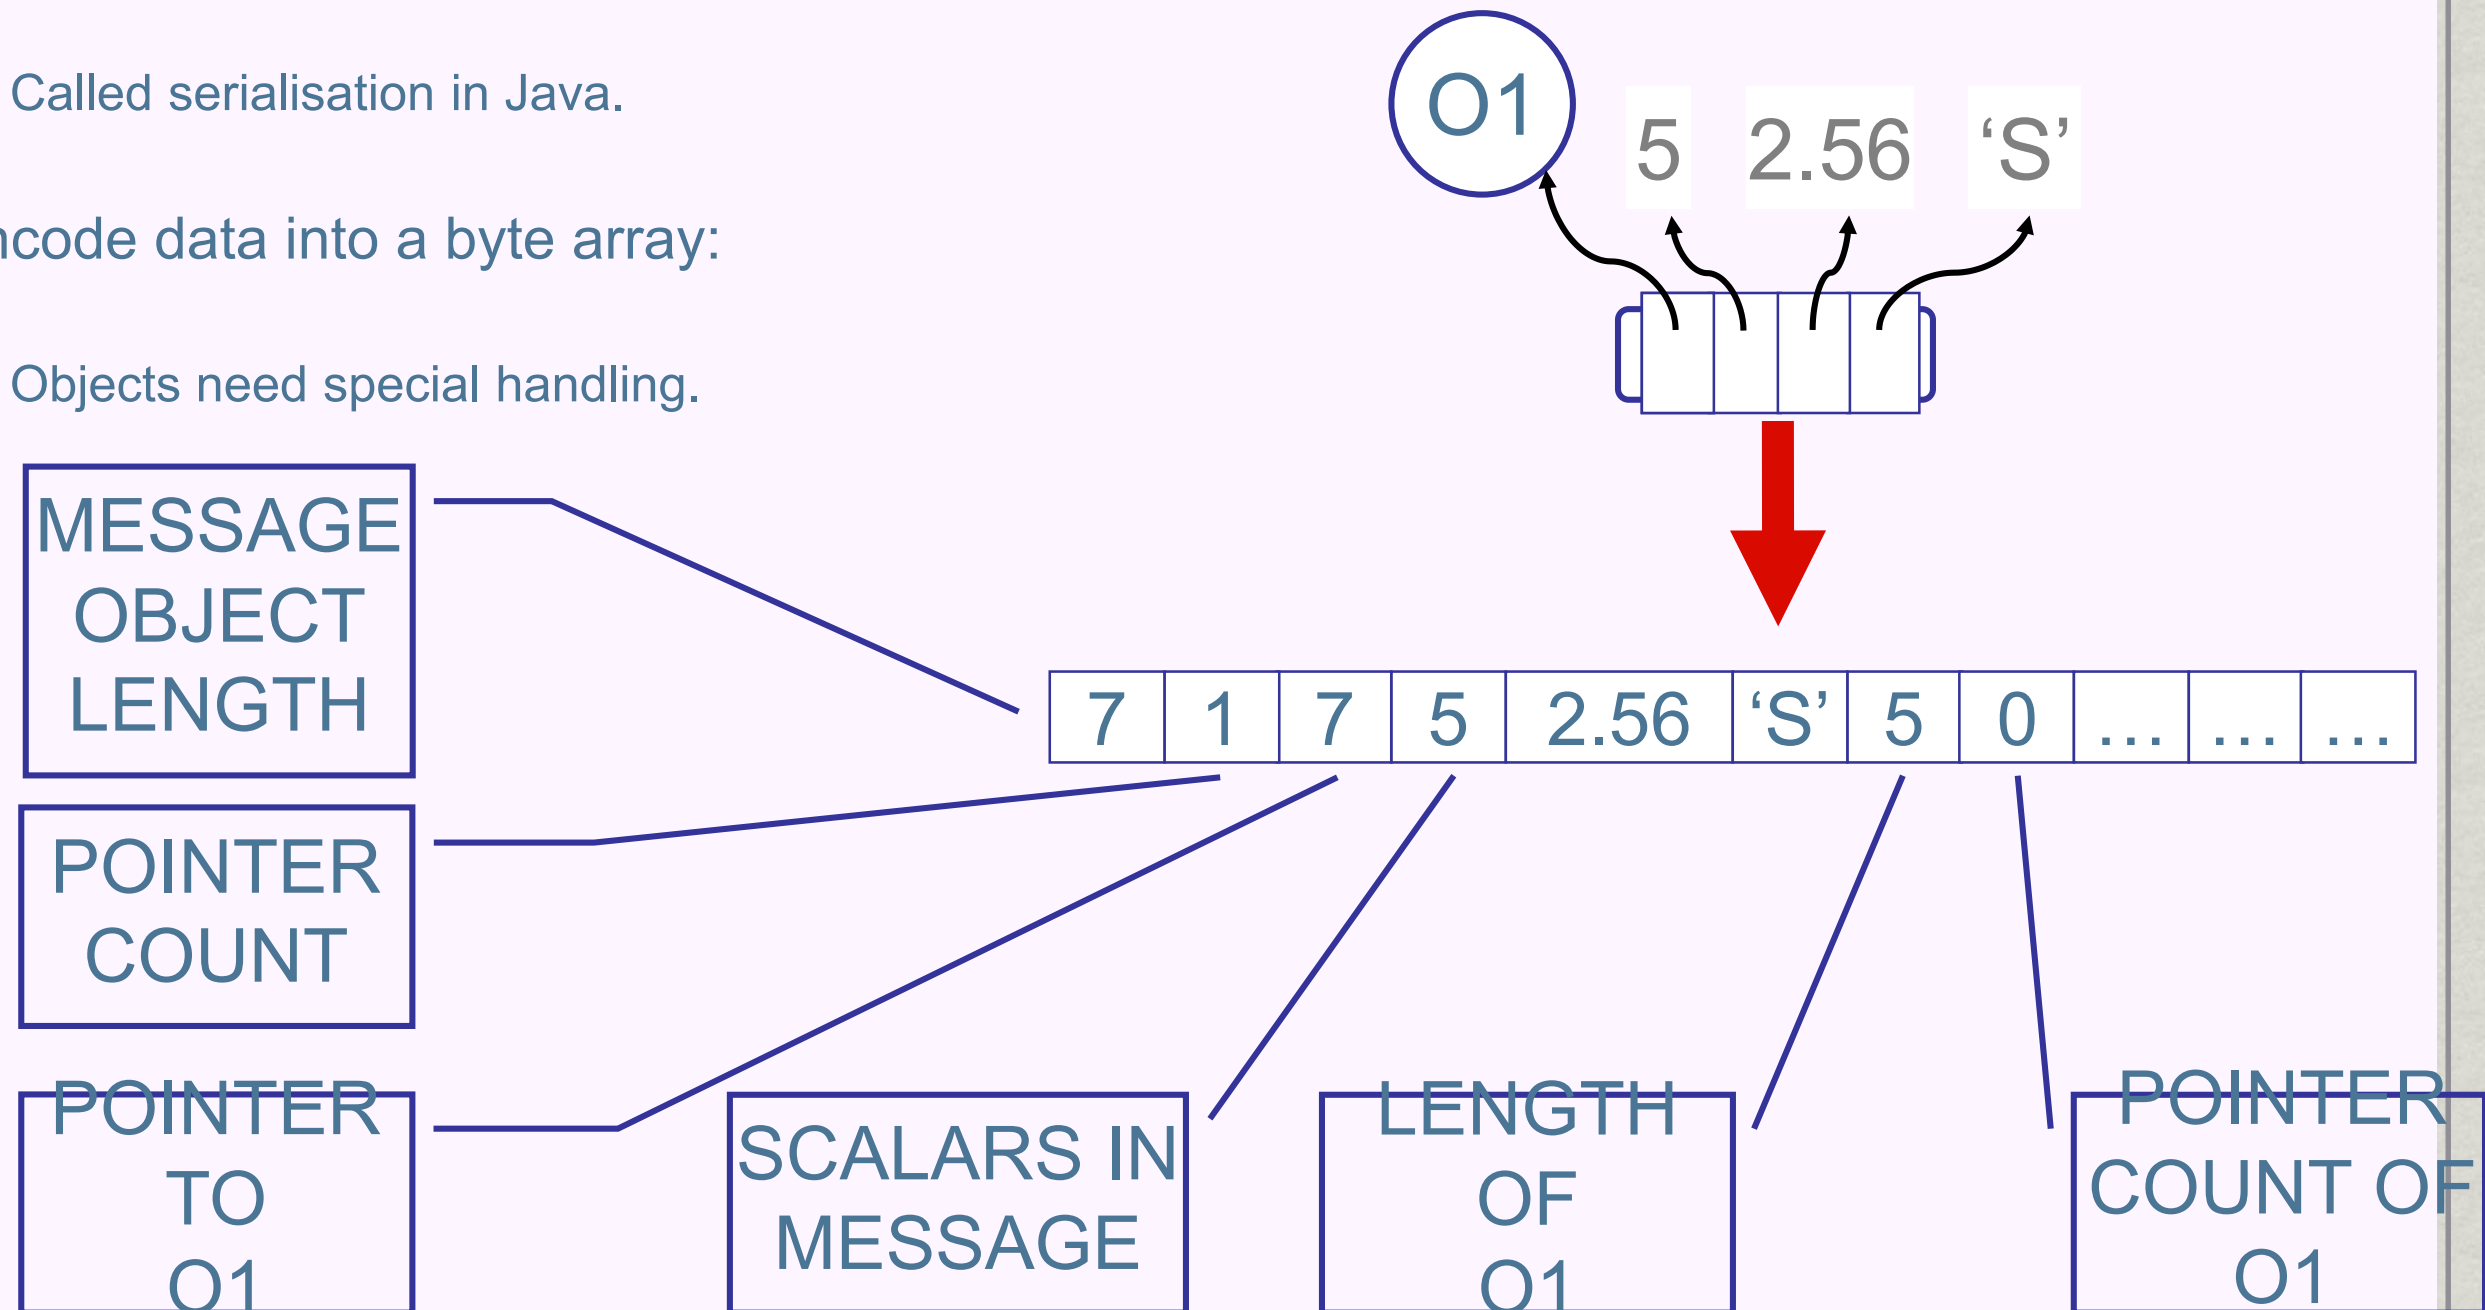 Called serialisation in Java.
O1
5 2.56 ‘S’
data into a byte array:
Objects need special handling.
MESSAGE
OBJECT
LENGTH
7 1 7 5 2.56 ‘S’ 5 0 … … …
POINTER
COUNT
POINTER
TO
O1
SCALARS IN
MESSAGE
LENGTH
OF
O1
POINTER
COUNT OF
O1